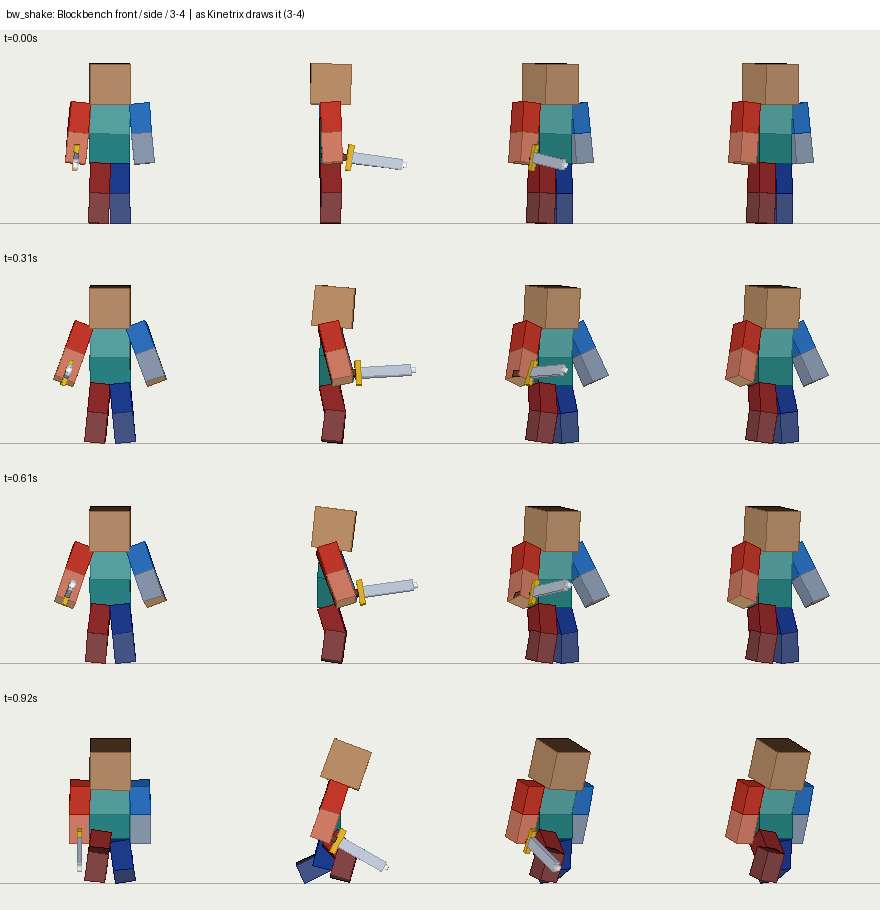 bw_shake: Blockbench front / side / 3-4 | as Kinetrix draws it (3-4)
t=0.00s
t=0.31s
t=0.61s
t=0.92s